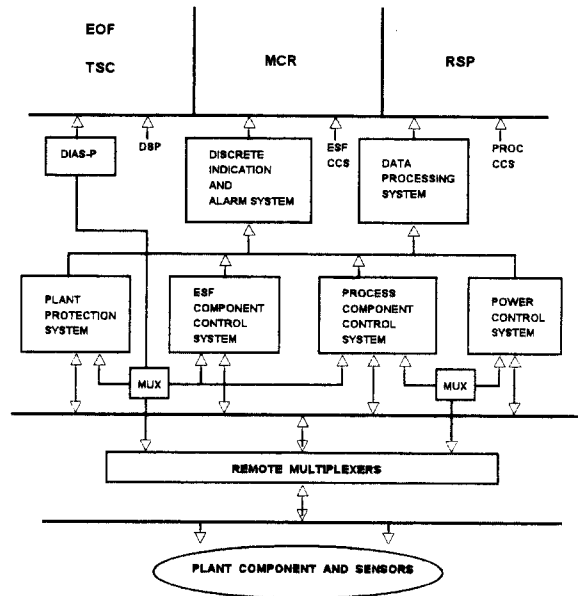 EOF
TSC
MCR
RSP
DIAS-P
DSP
DISCRETE
INDICATION
AND
ALARM SYSTEM
ESF
CCS
DATA
PROCESSING
SYSTEM
PROC
CCS
PLANT
PROTECTION
SYSTEM
ESF
COMPONENT
CONTROL
SYSTEM
PROCESS
COMPONENT
CONTROL
SYSTEM
POWER
CONTROL
SYSTEM
MUX
MUX
REMOTE MULTIPLEXERS
PLANT COMPONENT AND SENSORS